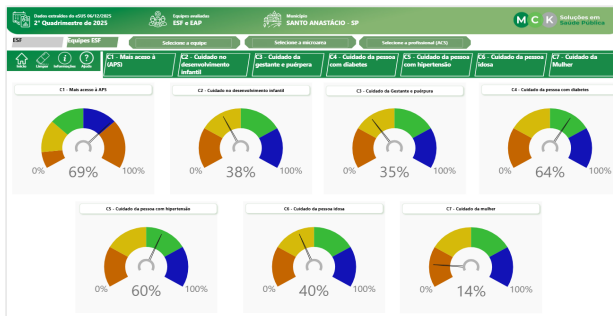 Dados extraídos do eSUS 06/12/2025
2° Quadrimestre de 2025
Equipes avaliadas
ESF e EAP
Município
SANTO ANASTÁCIO - SP
M C K Soluções em
Saúde Pública
ESF
Equipes ESF
Selecione a equipe
Selecione a microarea
Selecione a profissional (ACS)
Início
Limpar
Informações
Ajuda
C1 - Mais acesso à
(APS)
C2 - Cuidado no
desenvolvimento
infantil
C3 - Cuidado da
gestante e puérpera
C4 - Cuidado da pessoa
com diabetes
C5 - Cuidado da pessoa
com hipertensão
C6 - Cuidado da pessoa
idosa
C7 - Cuidado da
Mulher
C1 - Mais acesso à APS
0%
69%
100%
C2 - Cuidado no desenvolvimento infantil
0%
38%
100%
C3 - Cuidado da Gestante e puérpura
0%
35%
100%
C4 - Cuidado da pessoa com diabetes
0%
64%
100%
C5 - Cuidado da pessoa com hipertensão
0%
60%
100%
C6 - Cuidado da pessoa idosa
0%
40%
100%
C7 - Cuidado da mulher
0%
14%
100%